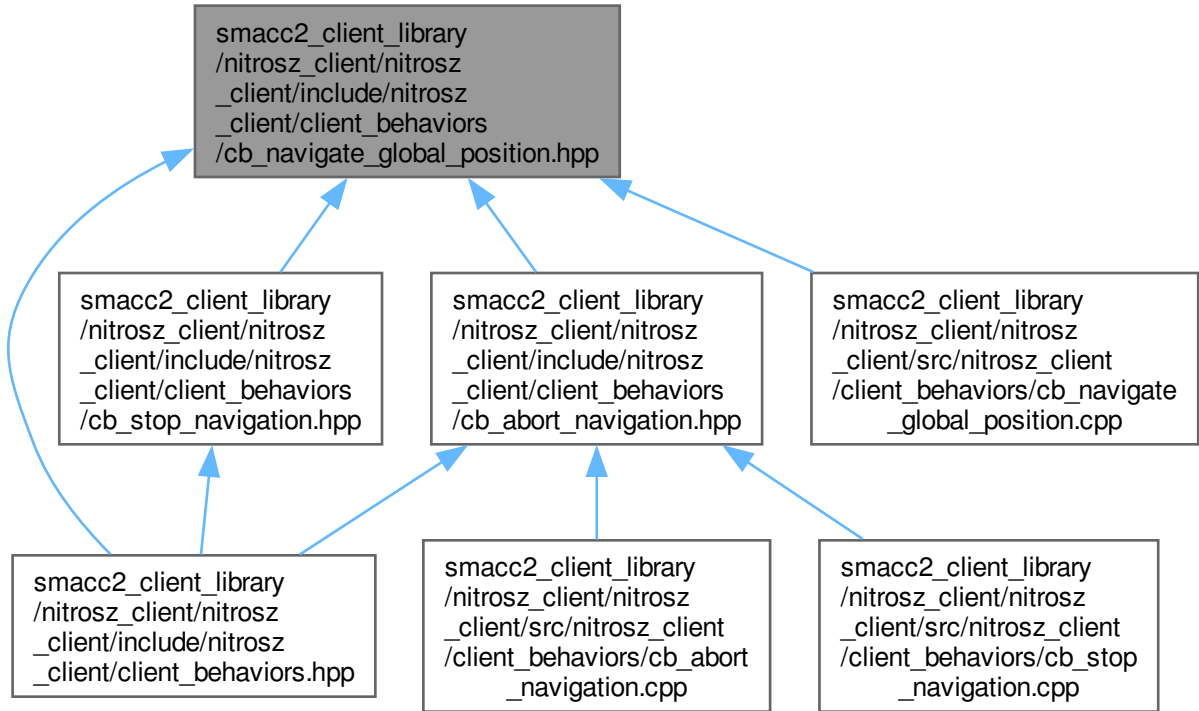 smacc2_client_library
/nitrosz_client/nitrosz
_client/include/nitrosz
_client/client_behaviors
/cb_navigate_global_position.hpp
smacc2_client_library
/nitrosz_client/nitrosz
_client/include/nitrosz
_client/client_behaviors
/cb_stop_navigation.hpp
smacc2_client_library
/nitrosz_client/nitrosz
_client/include/nitrosz
_client/client_behaviors
/cb_abort_navigation.hpp
smacc2_client_library
/nitrosz_client/nitrosz
_client/src/nitrosz_client
/client_behaviors/cb_navigate
_global_position.cpp
smacc2_client_library
/nitrosz_client/nitrosz
_client/include/nitrosz
_client/client_behaviors.hpp
smacc2_client_library
/nitrosz_client/nitrosz
_client/src/nitrosz_client
/client_behaviors/cb_abort
_navigation.cpp
smacc2_client_library
/nitrosz_client/nitrosz
_client/src/nitrosz_client
/client_behaviors/cb_stop
_navigation.cpp